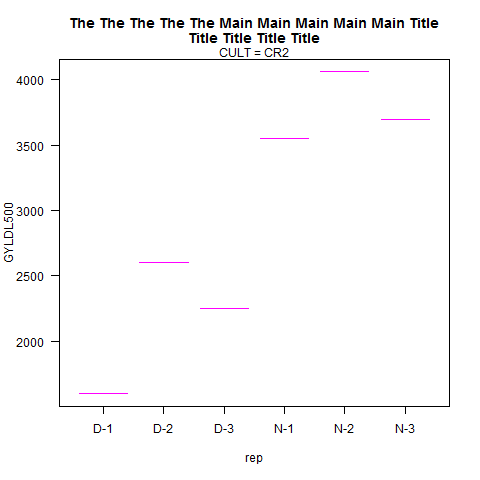 The The The The The Main Main Main Main Main Title
Title Title Title Title
CULT = CR2
GYLDL500
4000
3500
3000
2500
2000
D-1 D-2 D-3 N-1 N-2 N-3
rep